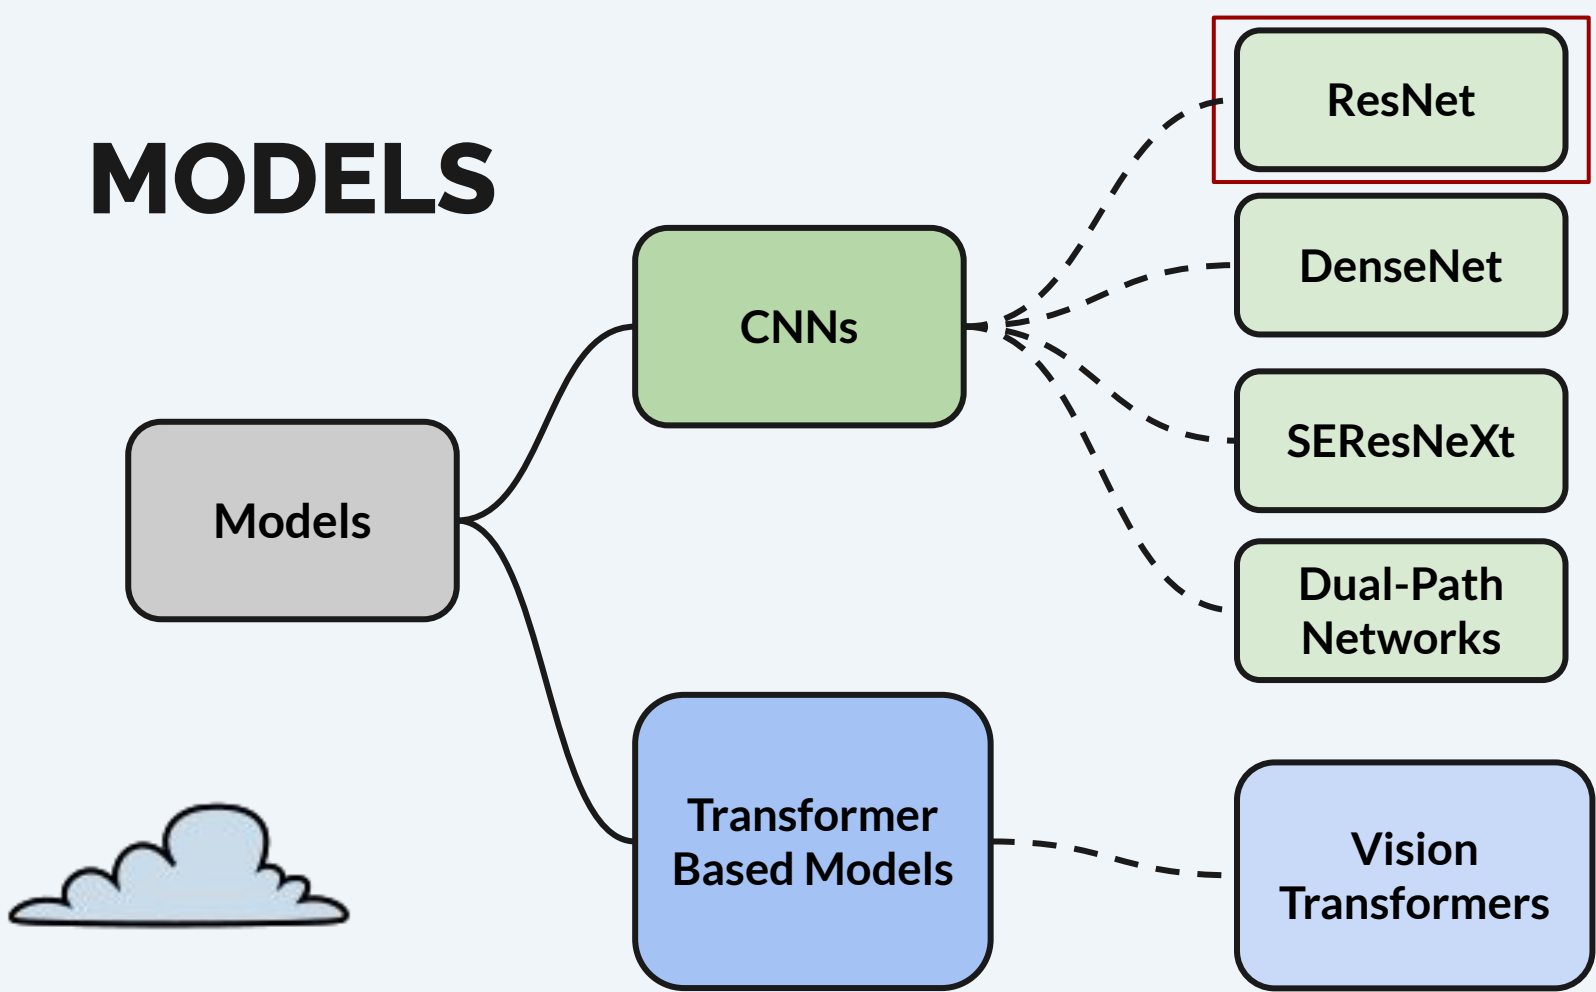 MODELS
Models
CNNs
ResNet
DenseNet
SEResNeXt
Dual-Path
Networks
Transformer
Based Models
Vision
Transformers